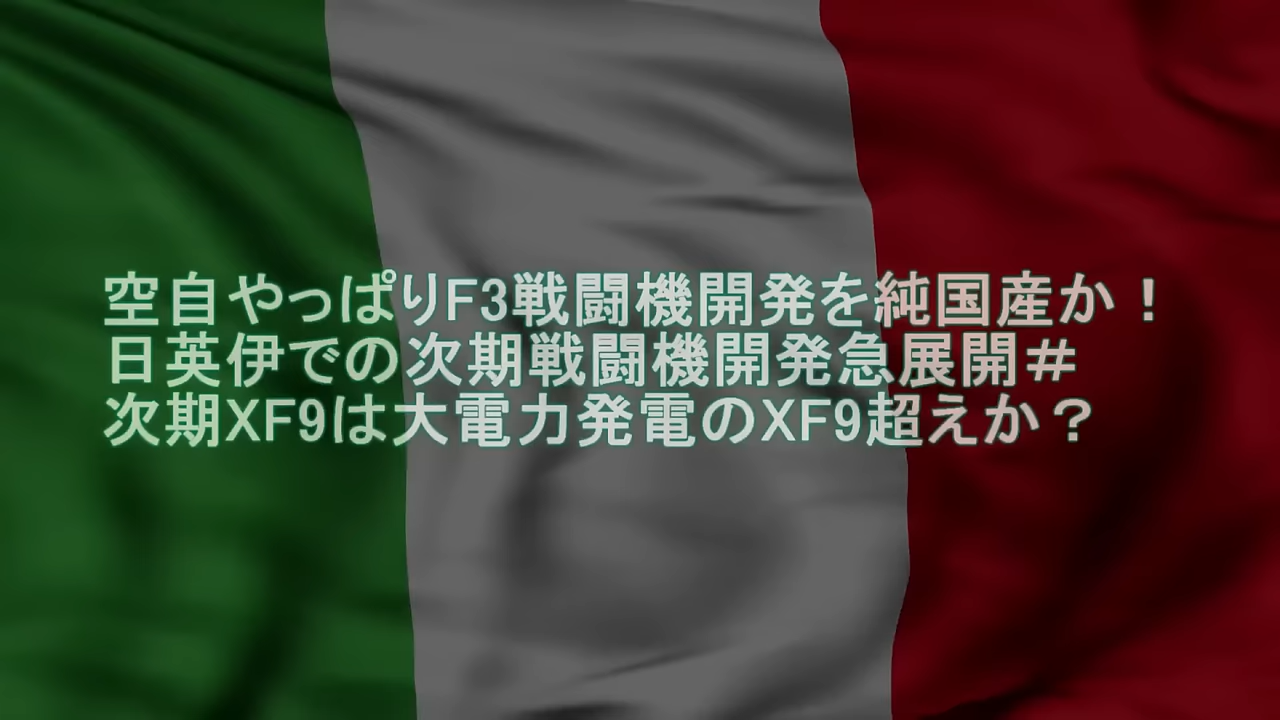 空自やっぱりF3戦闘機開発を純国産か！
日英伊での次期戦闘機開発急展開＃
次期XF9は大電力発電のXF9超えか？